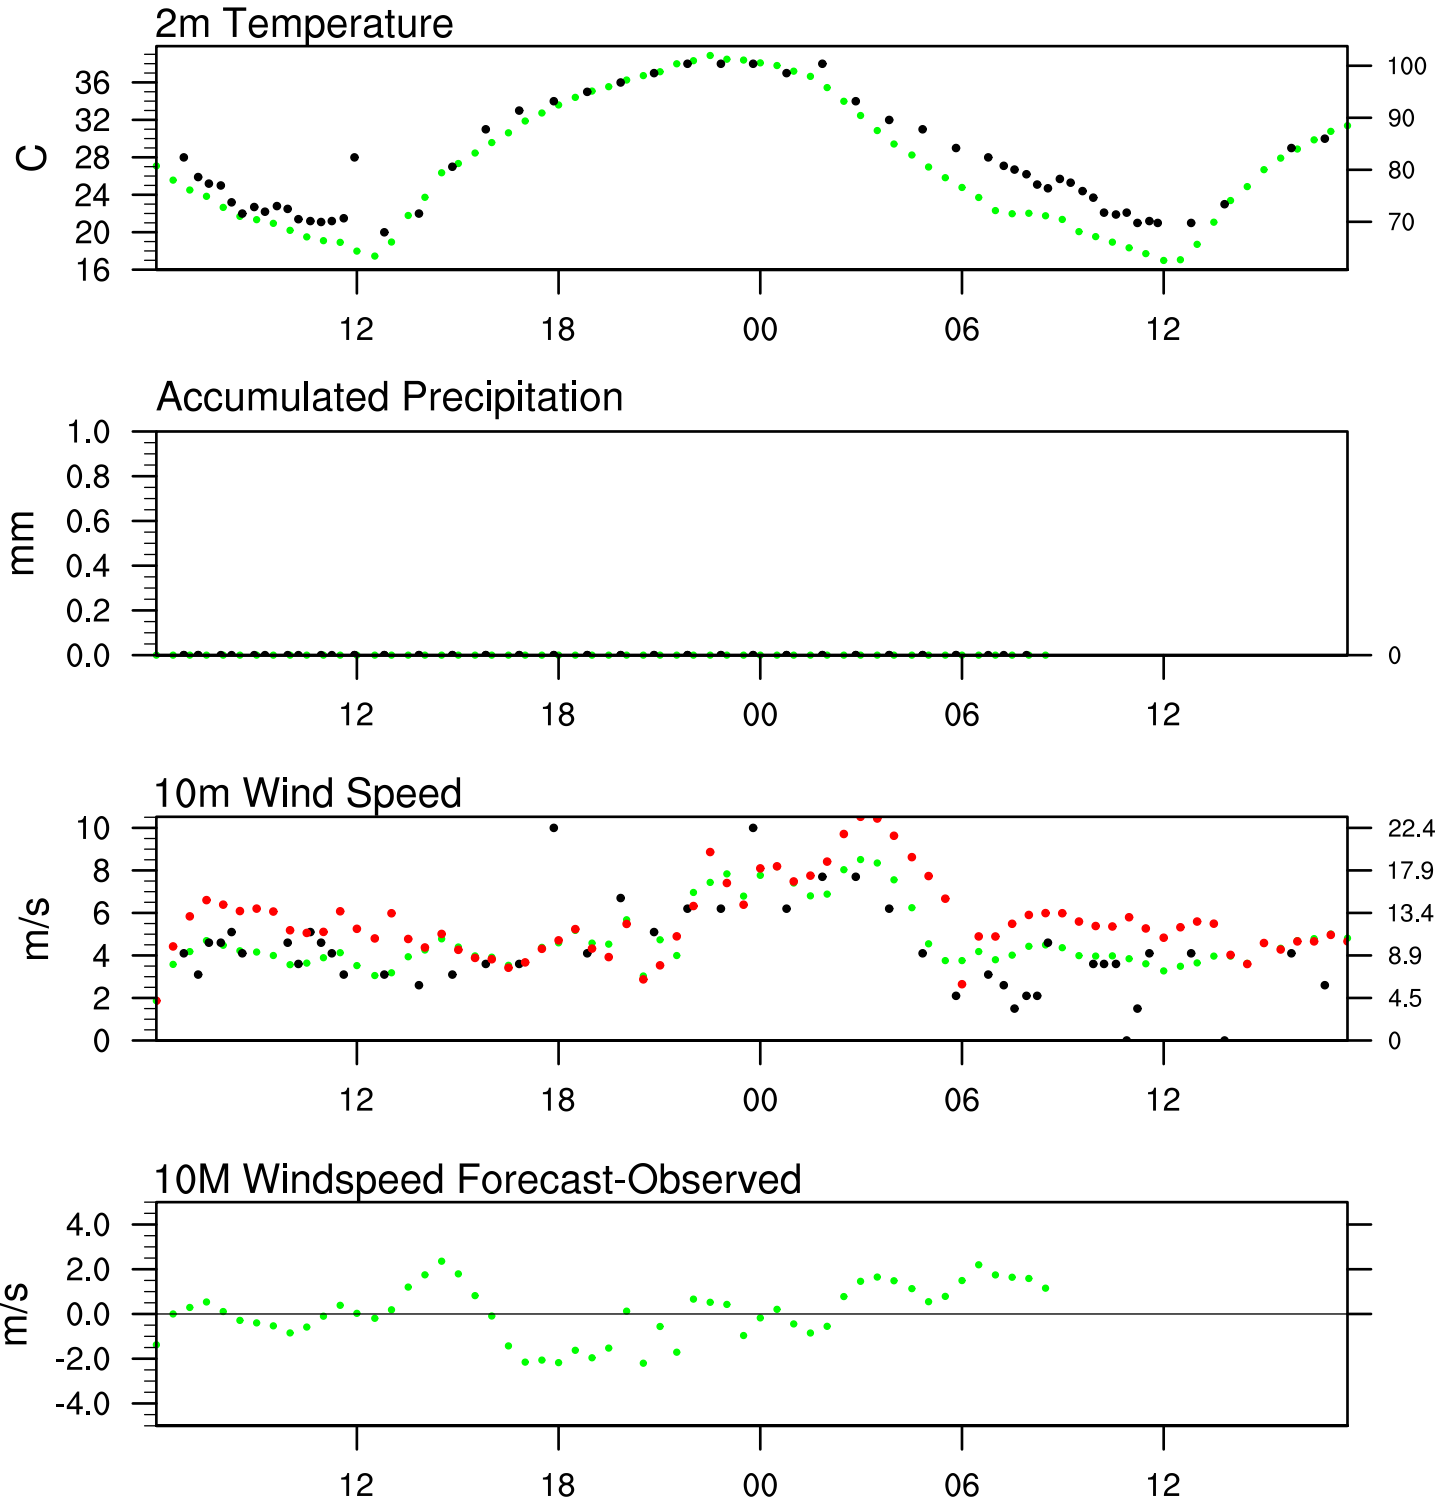 2m Temperature
36
32
28
24
20
16
C
100
90
80
70
12 18 00 06 12
Accumulated Precipitation
1.0
0.8
0.6
0.4
0.2
0.0
mm
0
12 18 00 06 12
10m Wind Speed
10
8
6
4
2
0
m/s
22.4
17.9
13.4
8.9
4.5
0
12 18 00 06 12
10M Windspeed Forecast-Observed
4.0
2.0
0.0
-2.0
-4.0
m/s
12 18 00 06 12